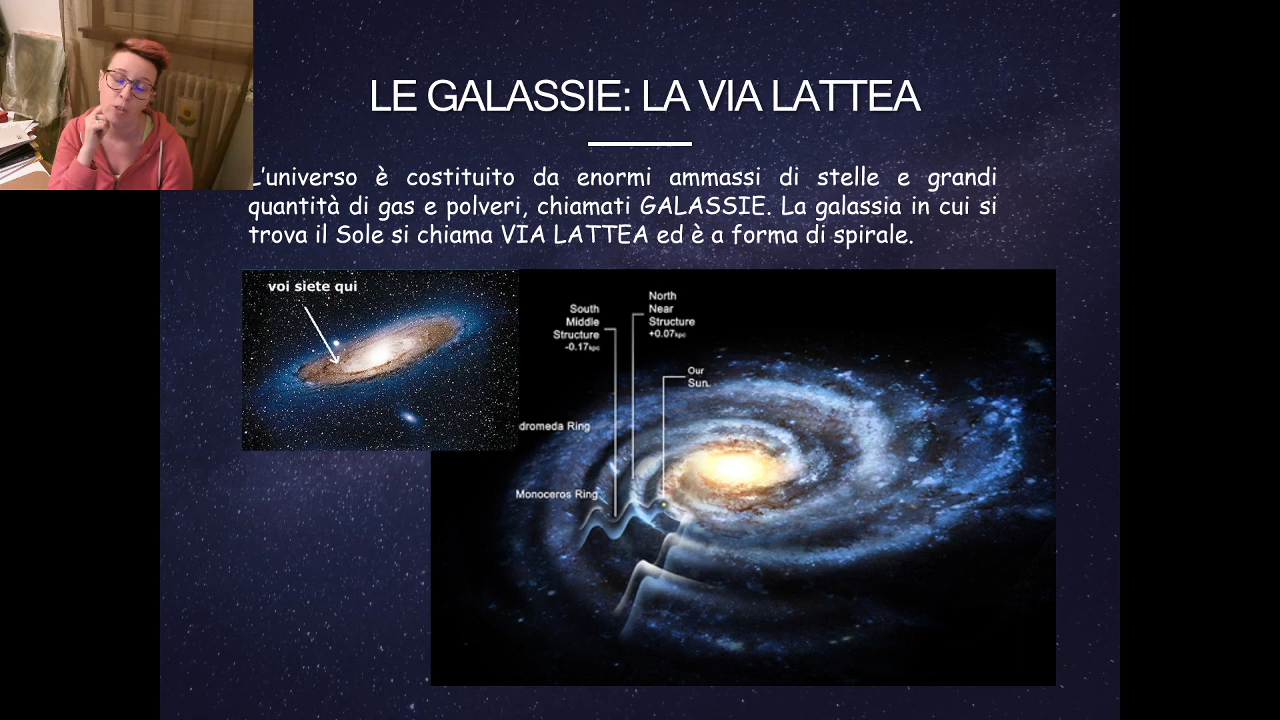 LE GALASSIE: LA VIA LATTEA
L'universo è costituito da enormi ammassi di stelle e grandi
quantità di gas e polveri, chiamati GALASSIE. La galassia in cui si
trova il Sole si chiama VIA LATTEA ed è a forma di spirale.
voi siete qui
South
Middle
Structure
-0.17kpc
North
Near
Structure
+0.07kpc
Our
Sun
dromeda Ring
Monoceros Ring